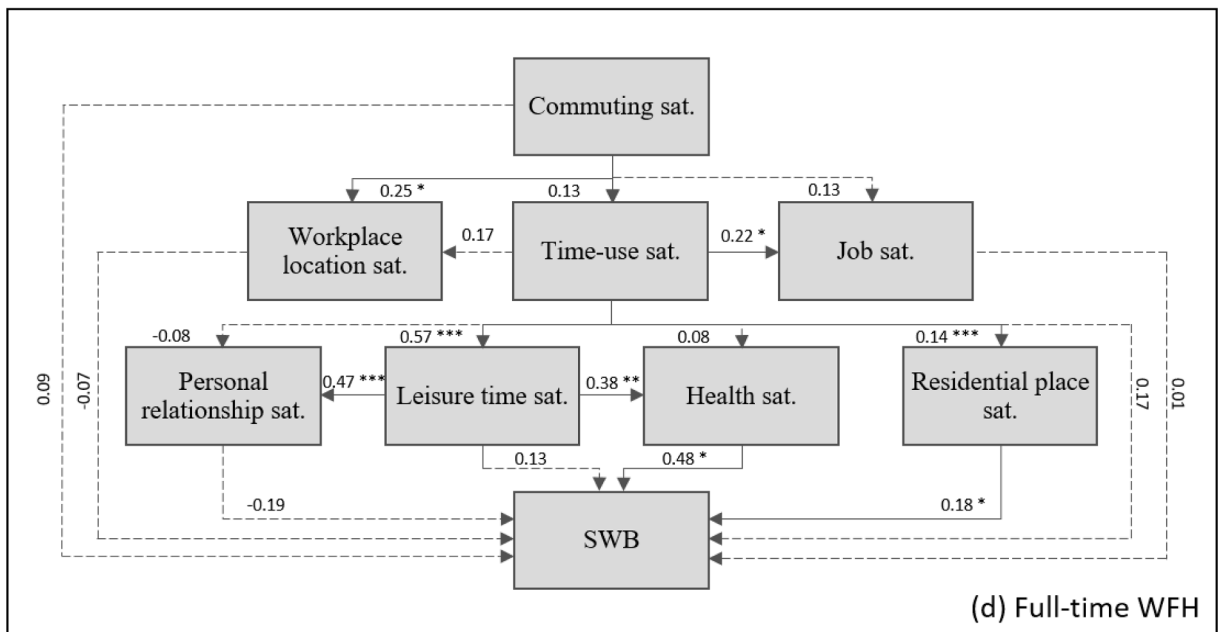 Commuting sat.
0.25 *
0.13
0.13
Workplace
location sat.
0.17
Time-use sat.
0.22 *
Job sat.
-0.08
0.57 ***
0.08
0.14 ***
0.09
-0.07
Personal
relationship sat.
0.47 ***
Leisure time sat.
0.38 **
Health sat.
Residential place
sat.
0.17
0.01
0.13
0.48 *
-0.19
0.18 *
SWB
(d) Full-time WFH